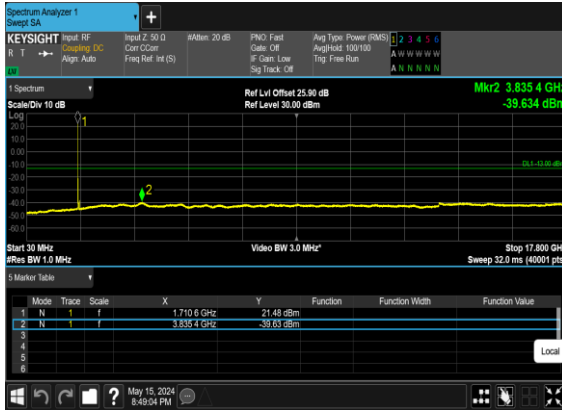 Spectrum Analyzer 1
Swept SA
+
KEYSIGHT Input: RF Input Z: 50 Ω #Atten: 20 dB PNO: Fast Avg Type: Power (RMS) 1 2 3 4 5 6
R T Coupling: DC Corr CCorr Gate: Off Avg|Hold: 100/100 A W W W W W
Align: Auto Freq Ref: Int (S) IF Gain: Low Trig: Free Run
Sig Track: Off A N N N N N
1 Spectrum
Ref Lvl Offset 25.90 dB Mkr2 3.835 4 GHz
Scale/Div 10 dB Ref Level 30.00 dBm -39.634 dBm
Log
1
20.0
10.0
0.00
-10.0 DL1 -13.00 dBm
-20.0
-30.0 2
-40.0
-50.0
-60.0
Start 30 MHz Video BW 3.0 MHz* Stop 17.800 GHz
#Res BW 1.0 MHz Sweep 32.0 ms (40001 pts)
5 Marker Table
Mode Trace Scale X Y Function Function Width Function Value
1 N 1 f 1.710 6 GHz 21.48 dBm
2 N 1 f 3.835 4 GHz -39.63 dBm
3
4
5
6
Local
? May 15, 2024
8:49:04 PM